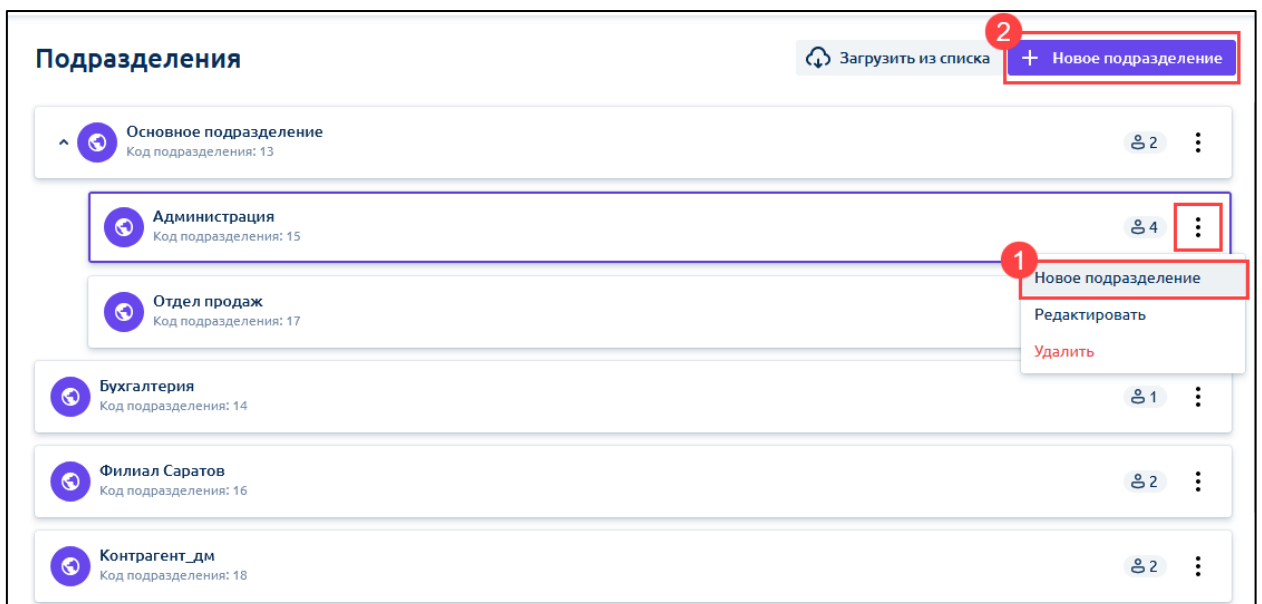 2
Подразделения
Загрузить из списка
+ Новое подразделение
Основное подразделение
Код подразделения: 13
2
Администрация
Код подразделения: 15
4
1
Новое подразделение
Редактировать
Удалить
Отдел продаж
Код подразделения: 17
Бухгалтерия
Код подразделения: 14
1
Филиал Саратов
Код подразделения: 16
2
Контрагент_дм
Код подразделения: 18
2